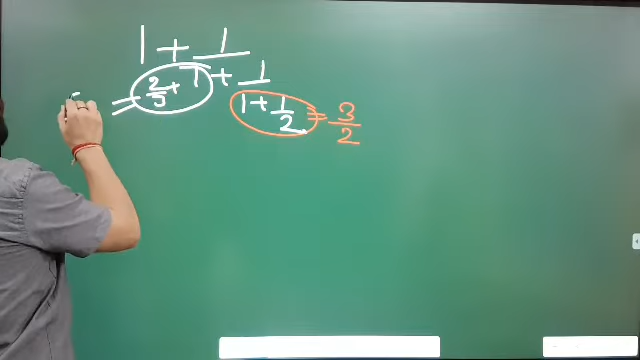 1 + 1
1 + 1
= 2/3 +
1 + 1/2 = 3/2